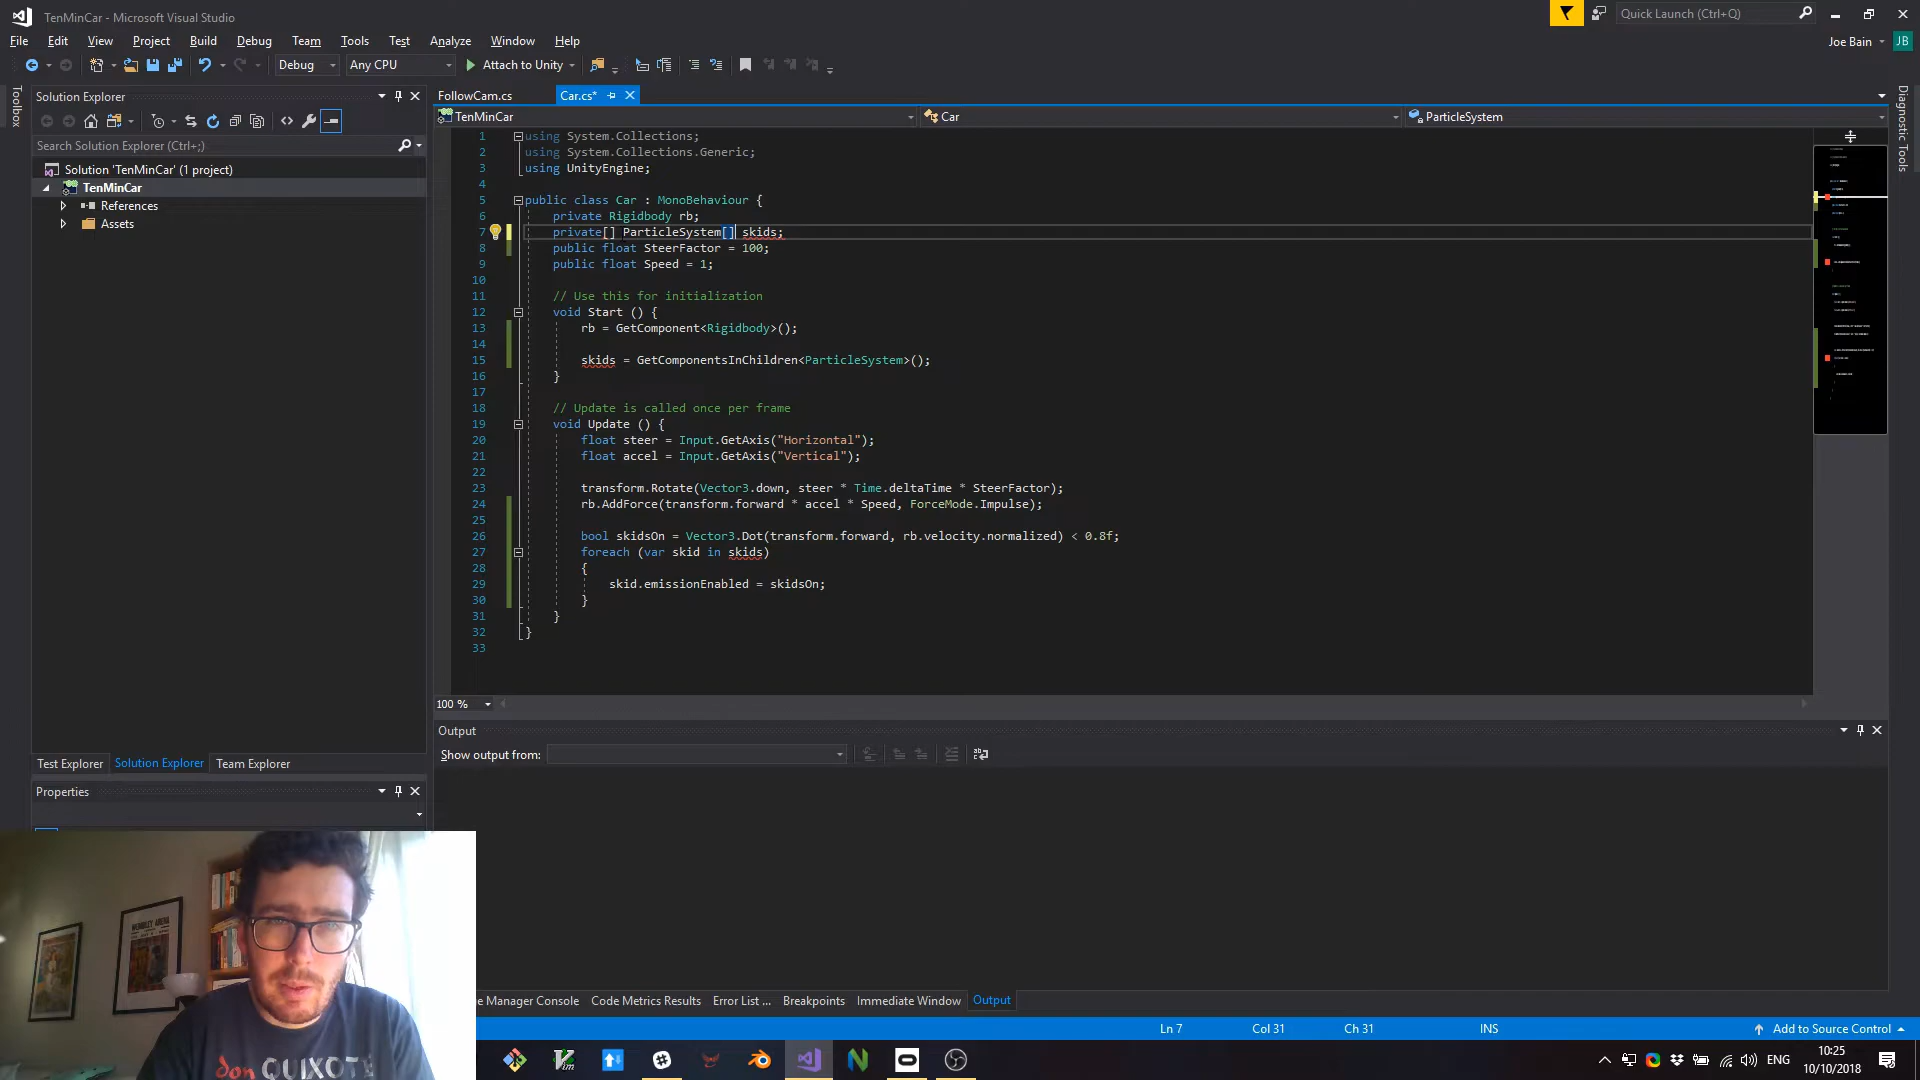 TenMinCar - Microsoft Visual Studio
Quick Launch (Ctrl+Q)
File Edit View Project Build Debug Team Tools Test Analyze Window Help
Joe Bain JB
Debug Any CPU Attach to Unity
Toolbox
Solution Explorer
Search Solution Explorer (Ctrl+;)
Solution 'TenMinCar' (1 project)
TenMinCar
References
Assets
Test Explorer Solution Explorer Team Explorer
Properties
FollowCam.cs Car.cs*
TenMinCar Car ParticleSystem
Diagnostic Tools
1 using System.Collections;
2 using System.Collections.Generic;
3 using UnityEngine;
4
5 public class Car : MonoBehaviour {
6 private Rigidbody rb;
7 private[] ParticleSystem[] skids;
8 public float SteerFactor = 100;
9 public float Speed = 1;
10
11 // Use this for initialization
12 void Start () {
13 rb = GetComponent<Rigidbody>();
14
15 skids = GetComponentsInChildren<ParticleSystem>();
16 }
17
18 // Update is called once per frame
19 void Update () {
20 float steer = Input.GetAxis("Horizontal");
21 float accel = Input.GetAxis("Vertical");
22
23 transform.Rotate(Vector3.down, steer * Time.deltaTime * SteerFactor);
24 rb.AddForce(transform.forward * accel * Speed, ForceMode.Impulse);
25
26 bool skidsOn = Vector3.Dot(transform.forward, rb.velocity.normalized) < 0.8f;
27 foreach (var skid in skids)
28 {
29 skid.emissionEnabled = skidsOn;
30 }
31 }
32 }
33
100 %
Output
Show output from:
e Manager Console Code Metrics Results Error List ... Breakpoints Immediate Window Output
Ln 7 Col 31 Ch 31 INS Add to Source Control
WEMBLEY ARENA
don QUIXOTE
ENG
10:25
10/10/2018